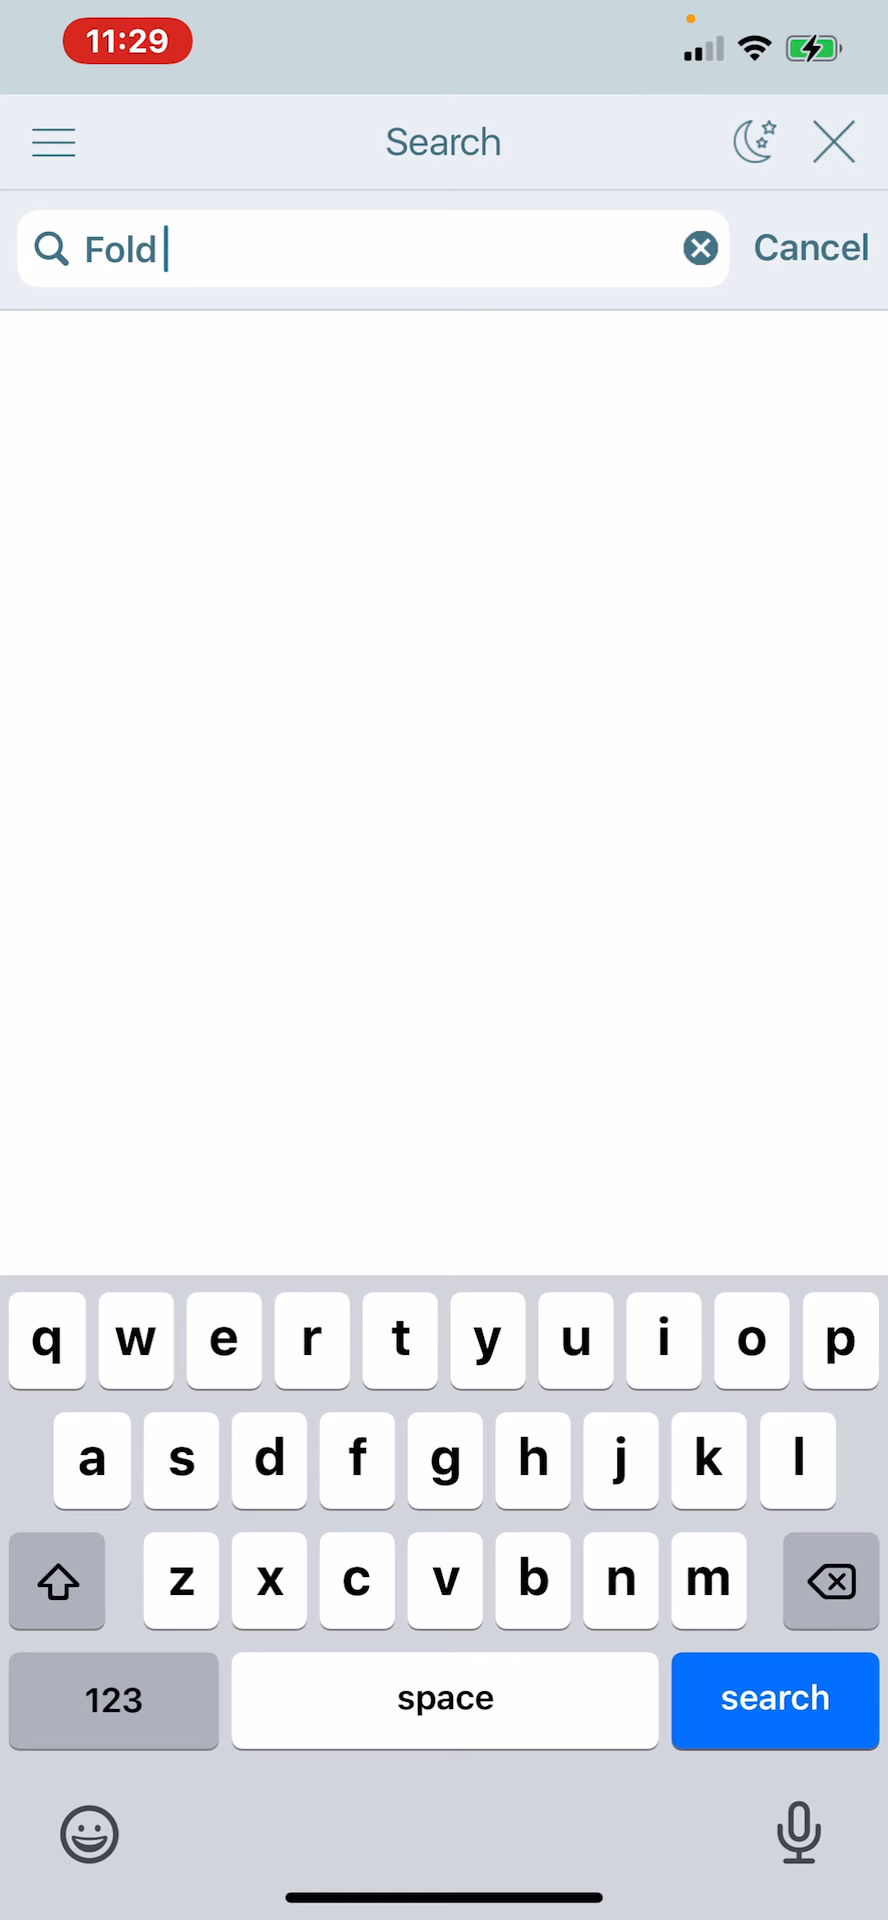 11:29
Search
Fold
Cancel
q w e r t y u i o p
a s d f g h j k l
z x c v b n m
123 space search